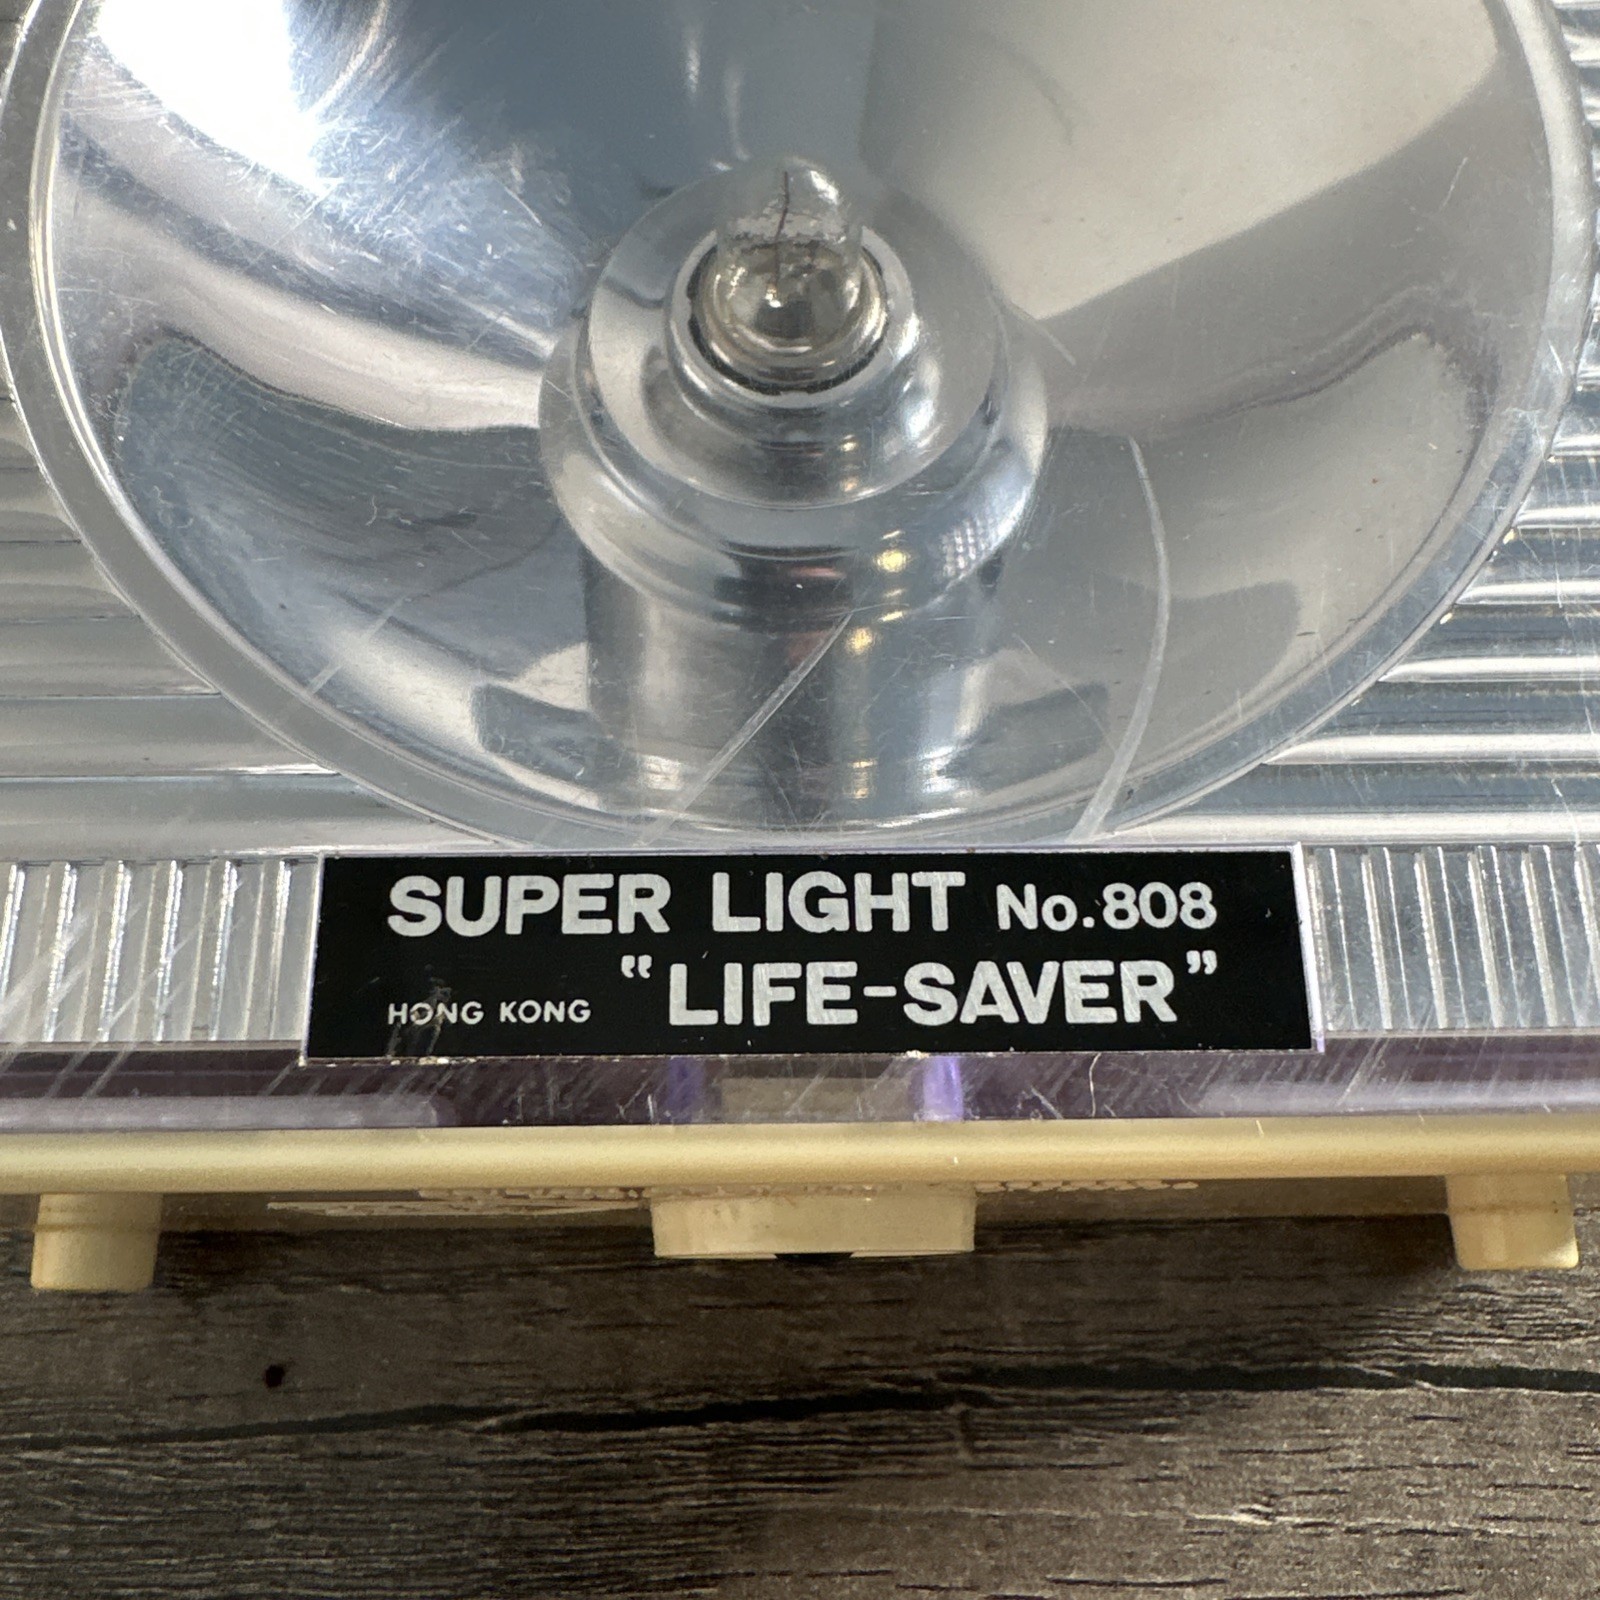 SUPER LIGHT No.808
HONG KONG "LIFE-SAVER"